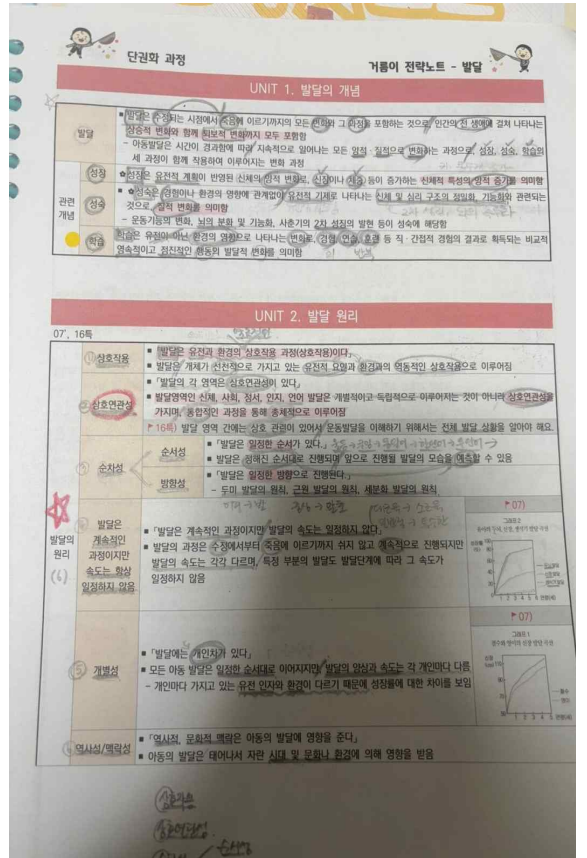 단권화 과정
거름이 전략노트 - 발달
UNIT 1. 발달의 개념
발달
■ 발달은 수정되는 시점에서 죽음에 이르기까지의 모든 변화와 그 과정을 포함하는 것으로, 인간의 전 생애에 걸쳐 나타나는
상승적 변화와 함께 퇴보적 변화까지 모두 포함함
- 아동발달은 시간이 경과함에 따라 지속적으로 일어나는 모든 양적·질적으로 변화하는 과정으로, 성장, 성숙, 학습의
세 과정이 함께 작용하여 이루어지는 변화 과정
관련
개념
성장
성장은 유전적 계획이 반영된 신체의 양적 변화로, 신장이나 체중 등이 증가하는 신체적 특성의 양적 증가를 의미함
성숙
성숙은 경험이나 환경의 영향에 관계없이 유전적 기제로 나타나는 신체 및 심리 구조의 정밀화, 기능화와 관련되는
것으로, 질적 변화를 의미함
- 운동기능의 변화, 뇌의 분화 및 기능화, 사춘기의 2차 성징의 발현 등이 성숙에 해당함
학습
학습은 유전이 아닌 환경의 영향으로 나타나는 변화로, 경험, 연습, 훈련 등 직·간접적 경험의 결과로 획득되는 비교적
영속적이고 점진적인 행동의 발달적 변화를 의미함
UNIT 2. 발달 원리
07', 16특
발달의
원리
(6)
① 상호작용
■ 「발달은 유전과 환경의 상호작용 과정(상호작용)이다.」
■ 발달은 개체가 선천적으로 가지고 있는 유전적 요인과 환경과의 역동적인 상호작용으로 이루어짐
상호연관성
■ 「발달의 각 영역은 상호연관성이 있다」
■ 발달영역인 신체, 사회, 정서, 인지, 언어 발달은 개별적이고 독립적으로 이루어지는 것이 아니라 상호연관성을
가지며, 통합적인 과정을 통해 총체적으로 이루어짐
16특) 발달 영역 간에는 상호 관련이 있어서 운동발달을 이해하기 위해서는 전체 발달 상황을 알아야 해요.
③ 순차성
순서성
■ 「발달은 일정한 순서가 있다.」
■ 발달은 정해진 순서대로 진행되며 앞으로 진행될 발달의 모습을 예측할 수 있음
방향성
■ 「발달은 일정한 방향으로 진행된다.」
- 두미 발달의 원칙, 근원 발달의 원칙, 세분화 발달의 원칙
발달은
계속적인
과정이지만
속도는 항상
일정하지 않음
■ 「발달은 계속적인 과정이지만 발달의 속도는 일정하지 않다.」
■ 발달의 과정은 수정에서부터 죽음에 이르기까지 쉬지 않고 계속적으로 진행되지만
발달의 속도는 각각 다르며, 특정 부분의 발달도 발달단계에 따라 그 속도가
일정하지 않음
07)
그래프 2
⑤ 개별성
■ 「발달에는 개인차가 있다」
■ 모든 아동 발달은 일정한 순서대로 이어지지만, 발달의 양상과 속도는 각 개인마다 다름
- 개인마다 가지고 있는 유전 인자와 환경이 다르기 때문에 성장률에 대한 차이를 보임
07)
그래프 1
역사성/맥락성
■ 「역사적, 문화적 맥락은 아동의 발달에 영향을 준다」
■ 아동의 발달은 태어나서 자란 시대 및 문화나 환경에 의해 영향을 받음
상호작용
상호연관성
순서성